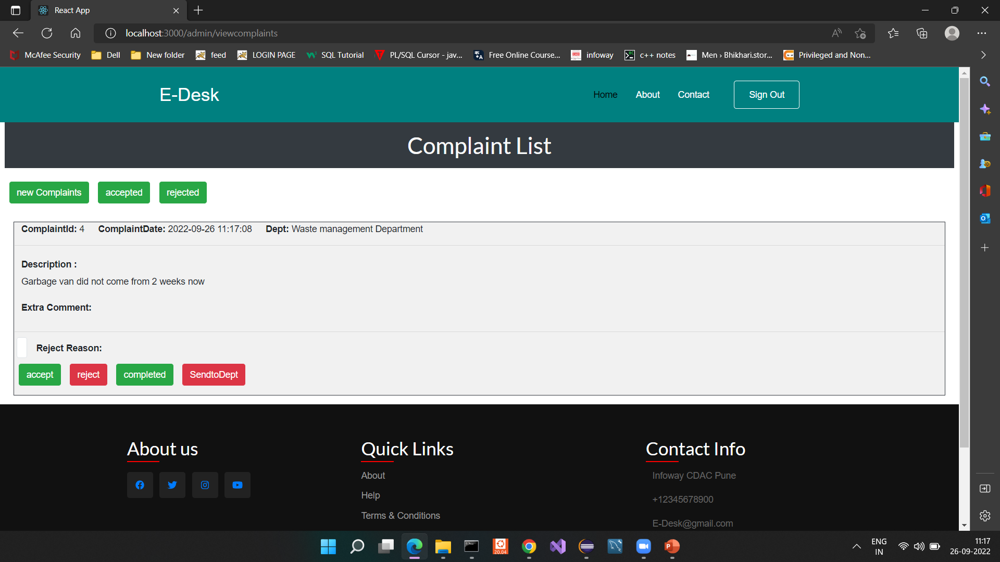 React App
localhost:3000/admin/viewcomplaints
McAfee Security Dell New folder feed LOGIN PAGE SQL Tutorial PL/SQL Cursor - jav... Free Online Course... infoway c++ notes Men › Bhikhari.stor... Privileged and Non...
E-Desk
Home About Contact Sign Out
Complaint List
new Complaints accepted rejected
ComplaintId: 4 ComplaintDate: 2022-09-26 11:17:08 Dept: Waste management Department
Description :
Garbage van did not come from 2 weeks now
Extra Comment:
Reject Reason:
accept reject completed SendtoDept
About us
Quick Links
About
Help
Terms & Conditions
Contact Info
Infoway CDAC Pune
+12345678900
E-Desk@gmail.com
20.04
ENG
IN
11:17
26-09-2022